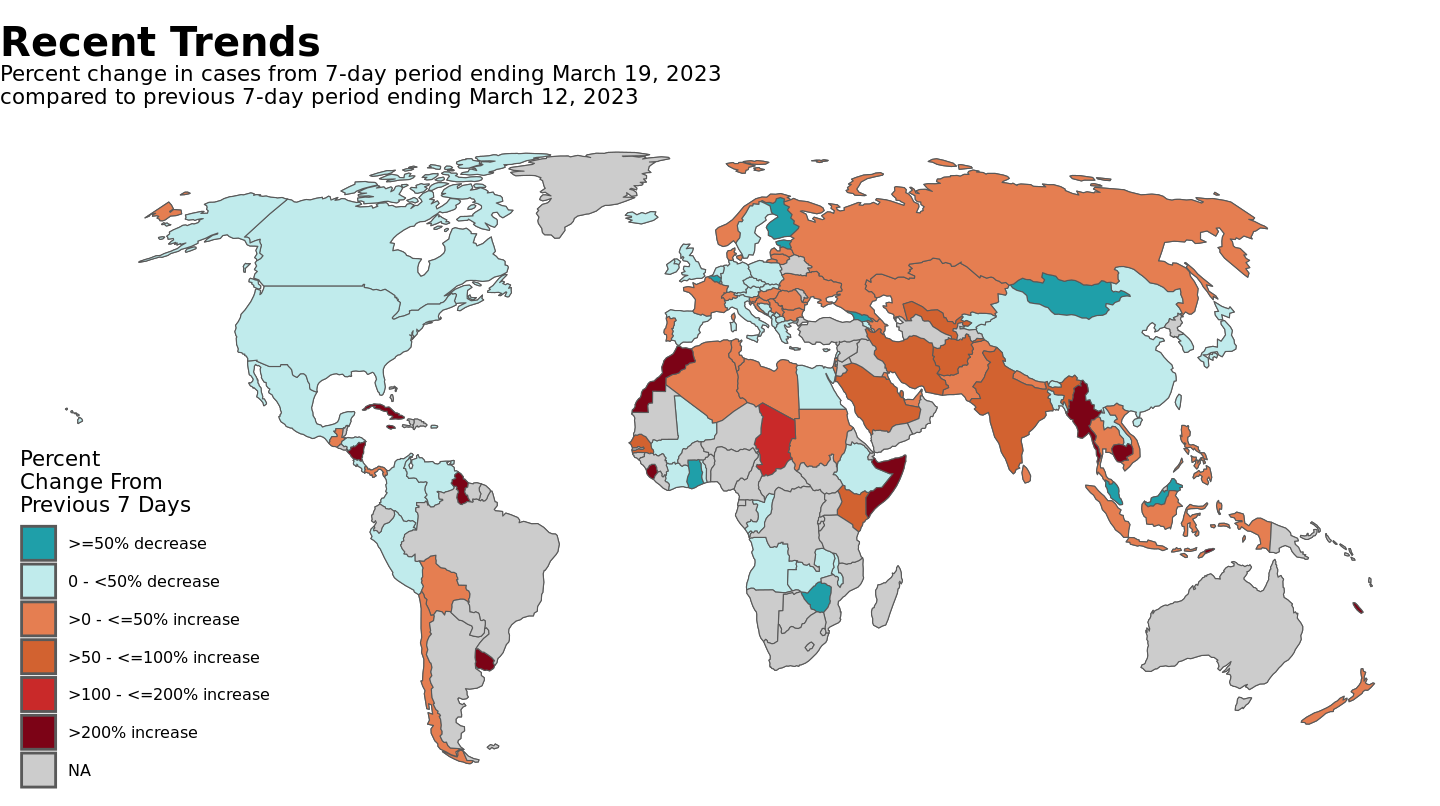 Recent Trends
Percent change in cases from 7-day period ending March 19, 2023
compared to previous 7-day period ending March 12, 2023
Percent
Change From
Previous 7 Days
>=50% decrease
0 - <50% decrease
>0 - <=50% increase
>50 - <=100% increase
>100 - <=200% increase
>200% increase
NA